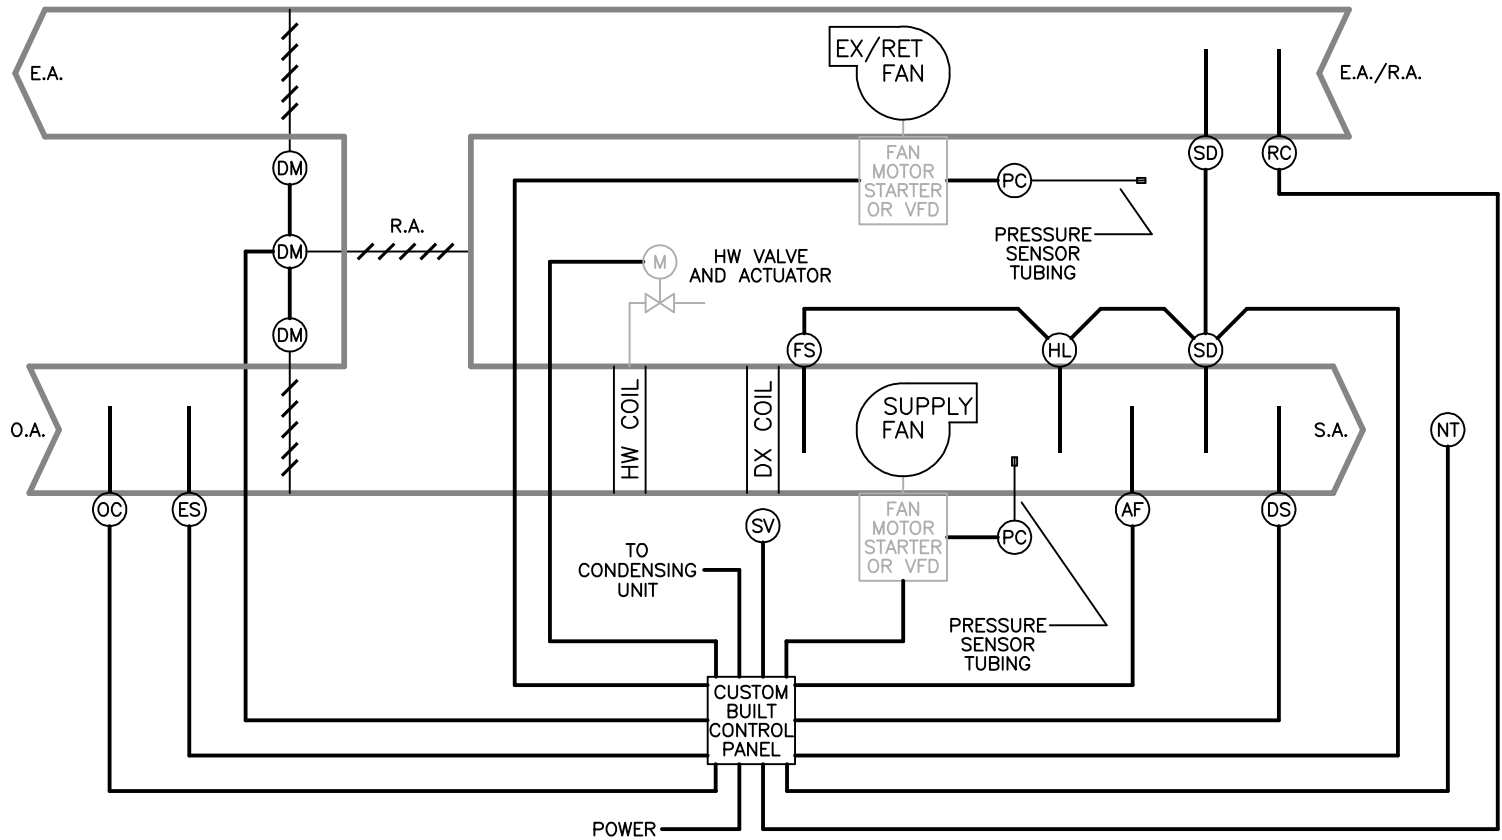 E.A.
EX/RET
FAN
E.A./R.A.
DM
FAN
MOTOR
STARTER
OR VFD
PC
SD
RC
R.A.
DM
PRESSURE
SENSOR
TUBING
M
HW VALVE
AND ACTUATOR
DM
FS
HL
SD
O.A.
HW COIL
DX COIL
SUPPLY
FAN
S.A.
NT
OC
ES
SV
FAN
MOTOR
STARTER
OR VFD
PC
AF
DS
TO
CONDENSING
UNIT
PRESSURE
SENSOR
TUBING
CUSTOM
BUILT
CONTROL
PANEL
POWER